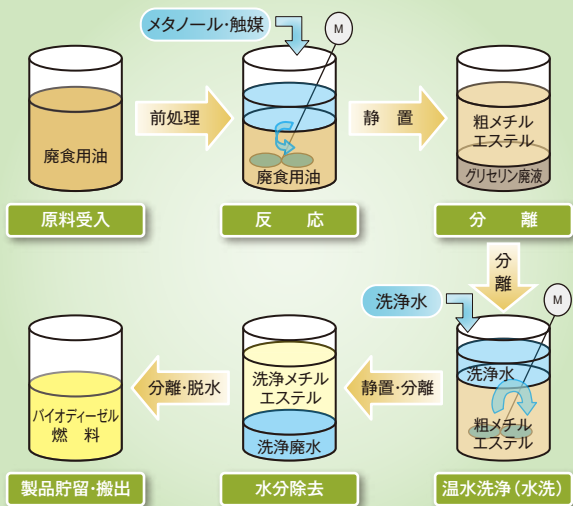 メタノール・触媒
M
廃食用油
前処理
廃食用油
静 置
粗メチル
エステル
グリセリン廃液
原料受入
反 応
分 離
分
離
洗浄水
M
洗浄水
粗メチル
エステル
静置・分離
洗浄メチル
エステル
洗浄廃水
分離・脱水
バイオディーゼル
燃 料
製品貯留・搬出
水分除去
温水洗浄（水洗）